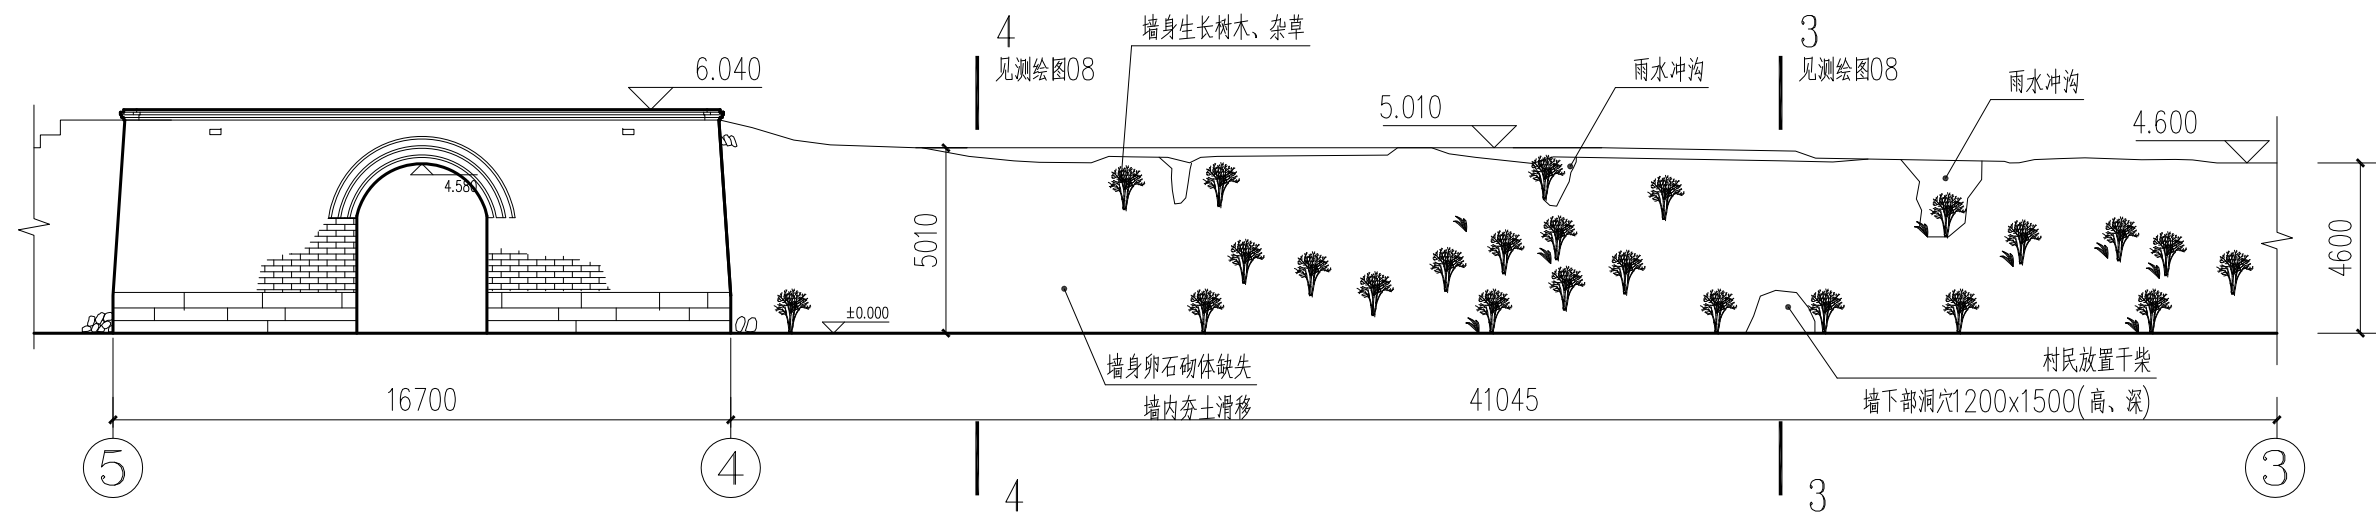 4
见测绘图08
墙身生长树木、杂草
3
见测绘图08
雨水冲沟
雨水冲沟
6.040
5.010
4.600
4.580
5010
4600
±0.000
墙身卵石砌体缺失
墙内夯土滑移
村民放置干柴
墙下部洞穴1200x1500(高、深)
16700
41045
5
4
3
4
3